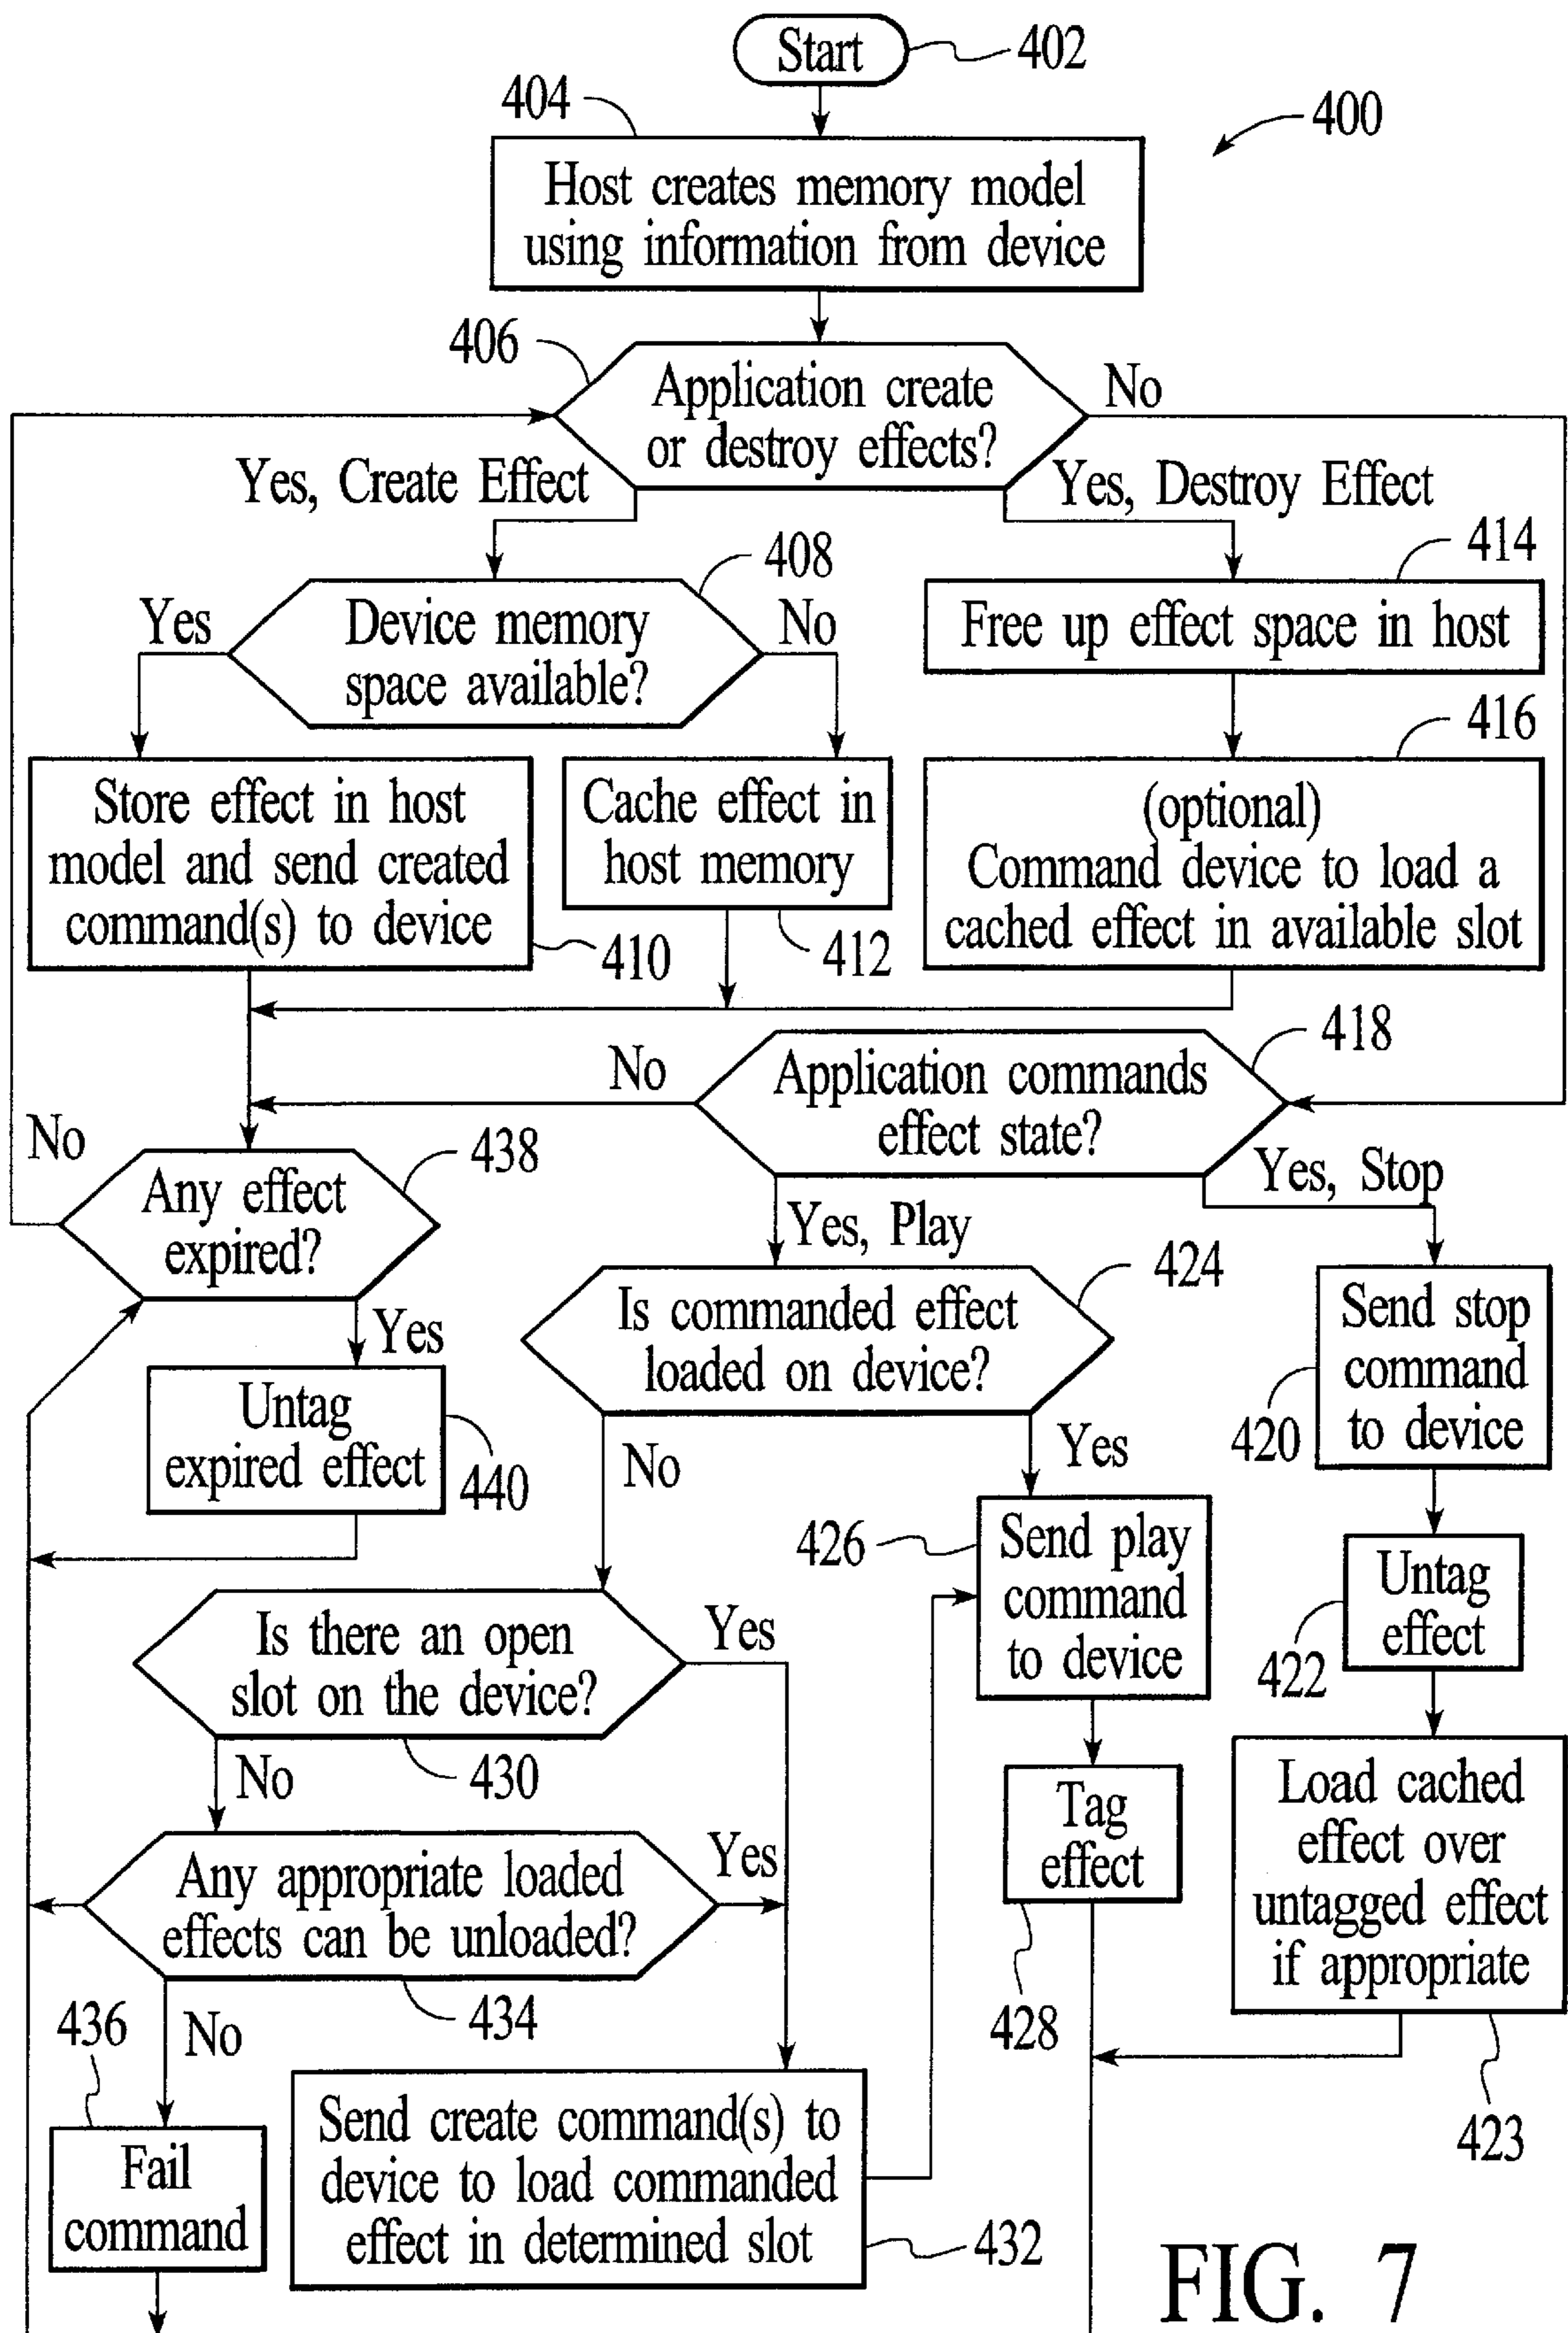 Start
402
404
400
Host creates memory model
using information from device
406
Application create
or destroy effects?
No
Yes, Create Effect
Yes, Destroy Effect
408
414
Yes
Device memory
space available?
No
Free up effect space in host
416
Store effect in host
model and send created
command(s) to device
410
Cache effect in
host memory
412
(optional)
Command device to load a
cached effect in available slot
418
No
Application commands
effect state?
No
438
Yes, Stop
Any effect
expired?
Yes, Play
424
Yes
Is commanded effect
loaded on device?
Send stop
command
to device
420
Untag
expired effect
440
No
Yes
426
Send play
command
to device
Untag
effect
422
Is there an open
slot on the device?
Yes
430
No
Tag
effect
428
Load cached
effect over
untagged effect
if appropriate
423
Any appropriate loaded
effects can be unloaded?
Yes
434
436
No
Fail
command
Send create command(s) to
device to load commanded
effect in determined slot
432
FIG. 7